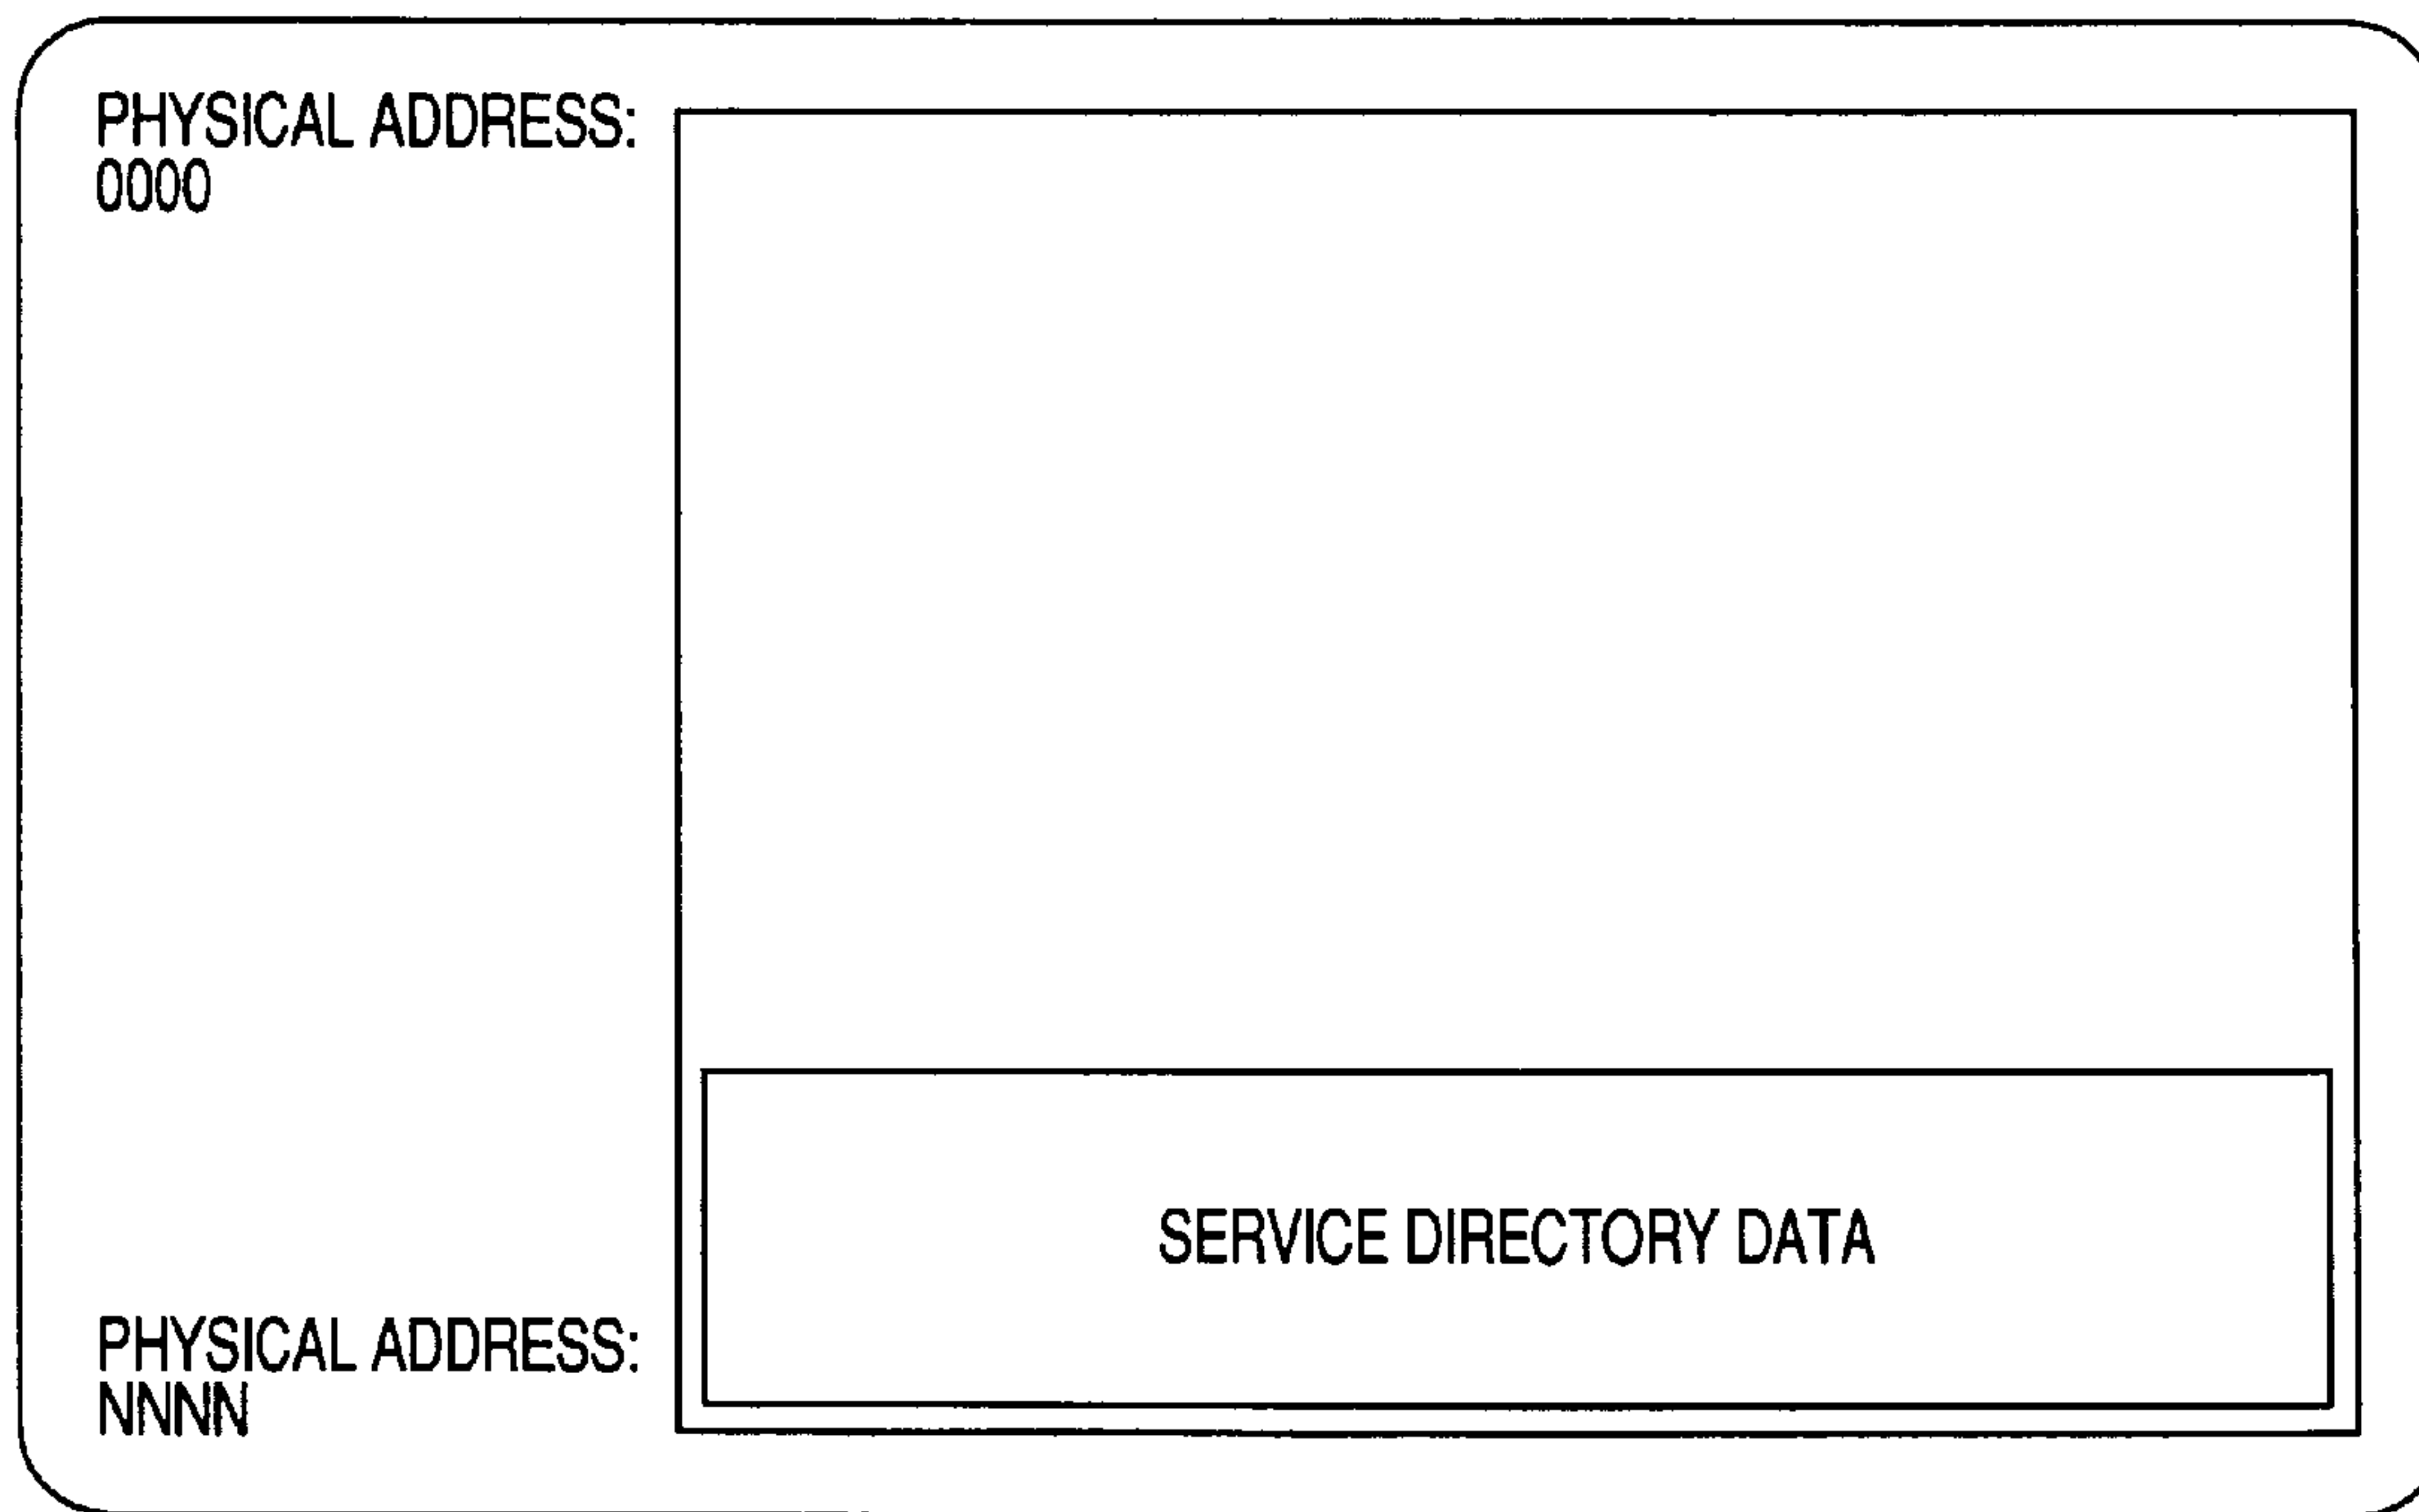 PHYSICAL ADDRESS:
0000
SERVICE DIRECTORY DATA
PHYSICAL ADDRESS:
NNNN